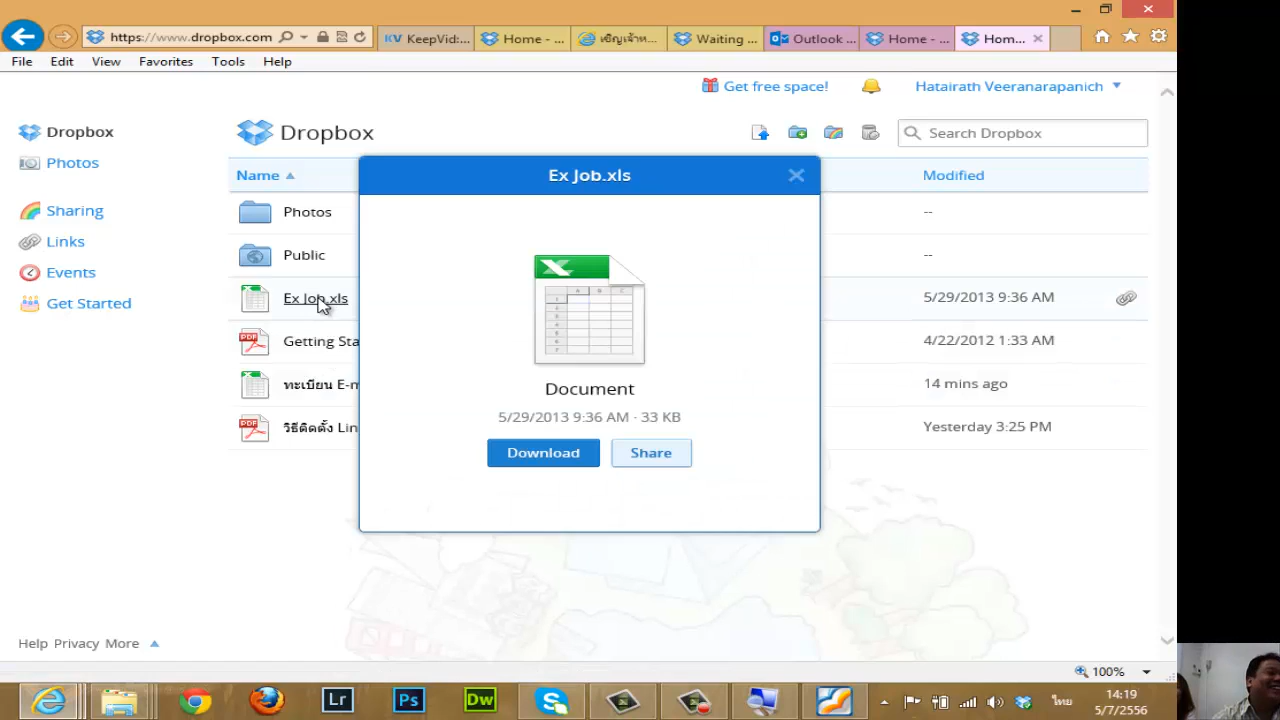 https://www.dropbox.com
KeepVid:...
Home - ...
เชิญเจ้าห...
Waiting ...
Outlook ...
Home - ...
Hom...
File Edit View Favorites Tools Help
Get free space!
Hatairath Veeranarapanich
Dropbox
Photos
Sharing
Links
Events
Get Started
Dropbox
Search Dropbox
Name
Modified
Photos
--
Public
--
Ex Job.xls
5/29/2013 9:36 AM
Getting Sta
4/22/2012 1:33 AM
ทะเบียน E-m
14 mins ago
วิธีติดตั้ง Lin
Yesterday 3:25 PM
Ex Job.xls
Document
5/29/2013 9:36 AM · 33 KB
Download
Share
Help Privacy More
100%
Lr
Ps
Dw
ไทย
14:19
5/7/2556